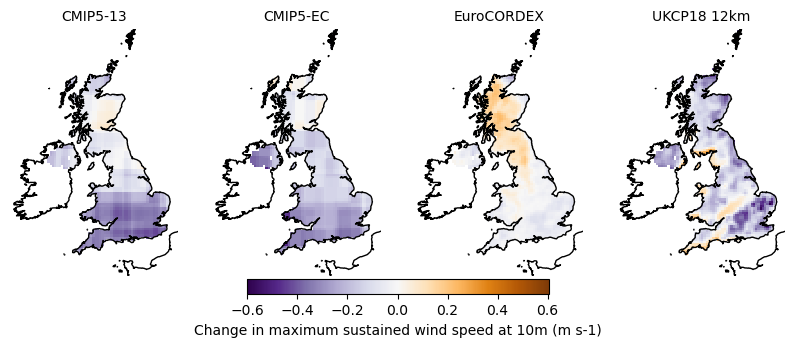 CMIP5-13 CMIP5-EC EuroCORDEX UKCP18 12km
−0.6 −0.4 −0.2 0.0 0.2 0.4 0.6
Change in maximum sustained wind speed at 10m (m s-1)